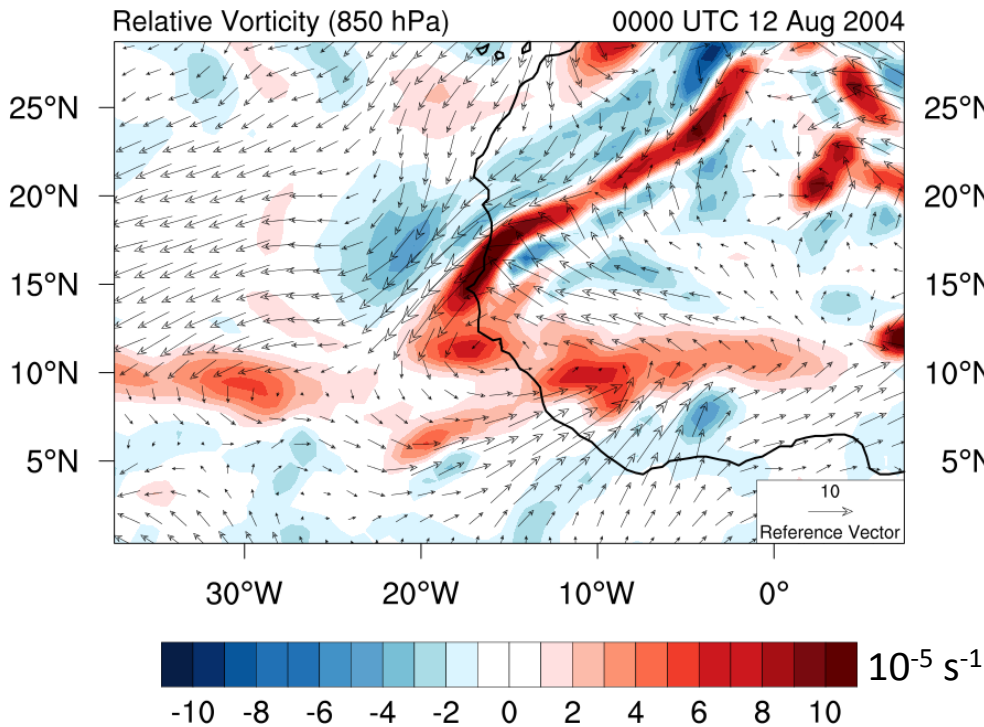 Relative Vorticity (850 hPa) 0000 UTC 12 Aug 2004
25°N 25°N
20°N 20°N
15°N 15°N
10°N 10°N
5°N 5°N
10
Reference Vector
30°W 20°W 10°W 0°
-10 -8 -6 -4 -2 0 2 4 6 8 10 10⁻⁵ s⁻¹